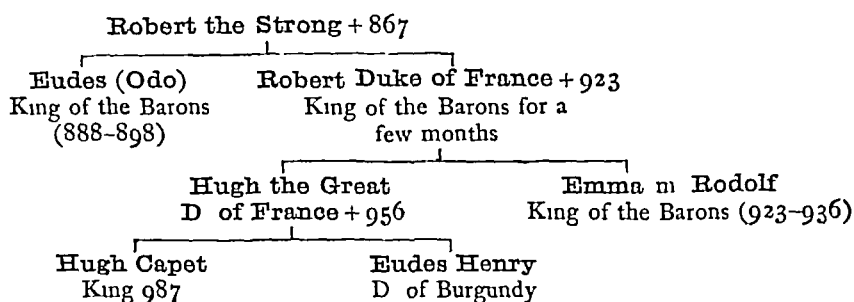 Robert the Strong + 867
Eudes (Odo)
King of the Barons
(888–898)
Robert Duke of France + 923
King of the Barons for a
few months
Hugh the Great
D of France + 956
Emma m Rodolf
King of the Barons (923–936)
Hugh Capet
King 987
Eudes Henry
D of Burgundy